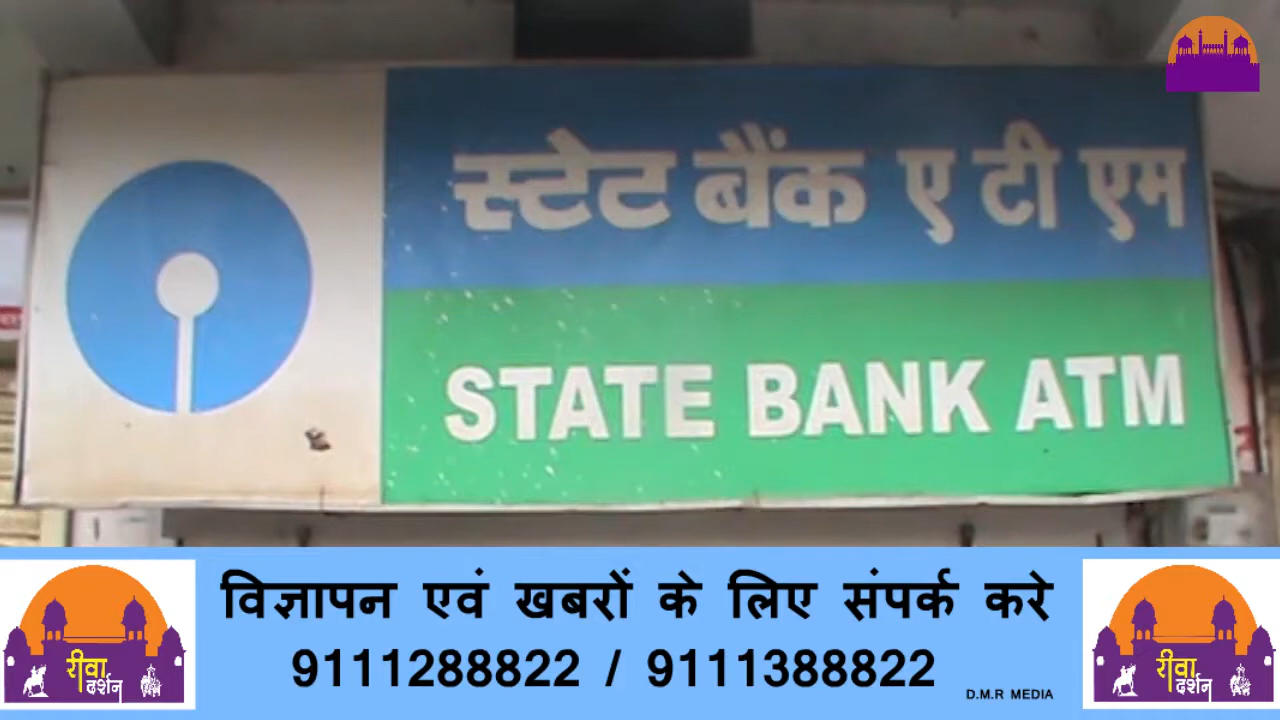 स्टेट बैंक ए टी एम
STATE BANK ATM
विज्ञापन एवं खबरों के लिए संपर्क करे
9111288822 / 9111388822
D.M.R MEDIA
रीवा
दर्शन
रीवा
दर्शन